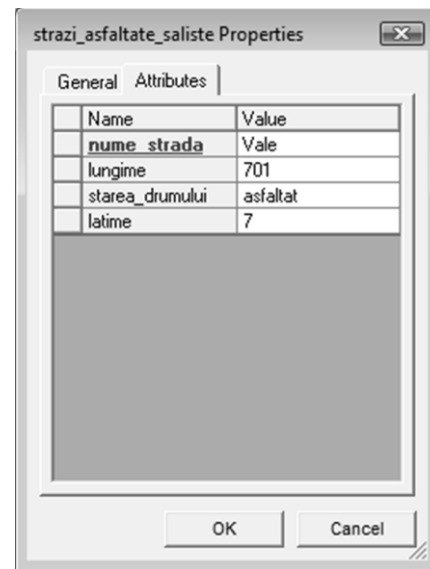 strazi_asfaltate_saliste Properties
General Attributes
Name Value
nume_strada Vale
lungime 701
starea_drumului asfaltat
latime 7
OK Cancel